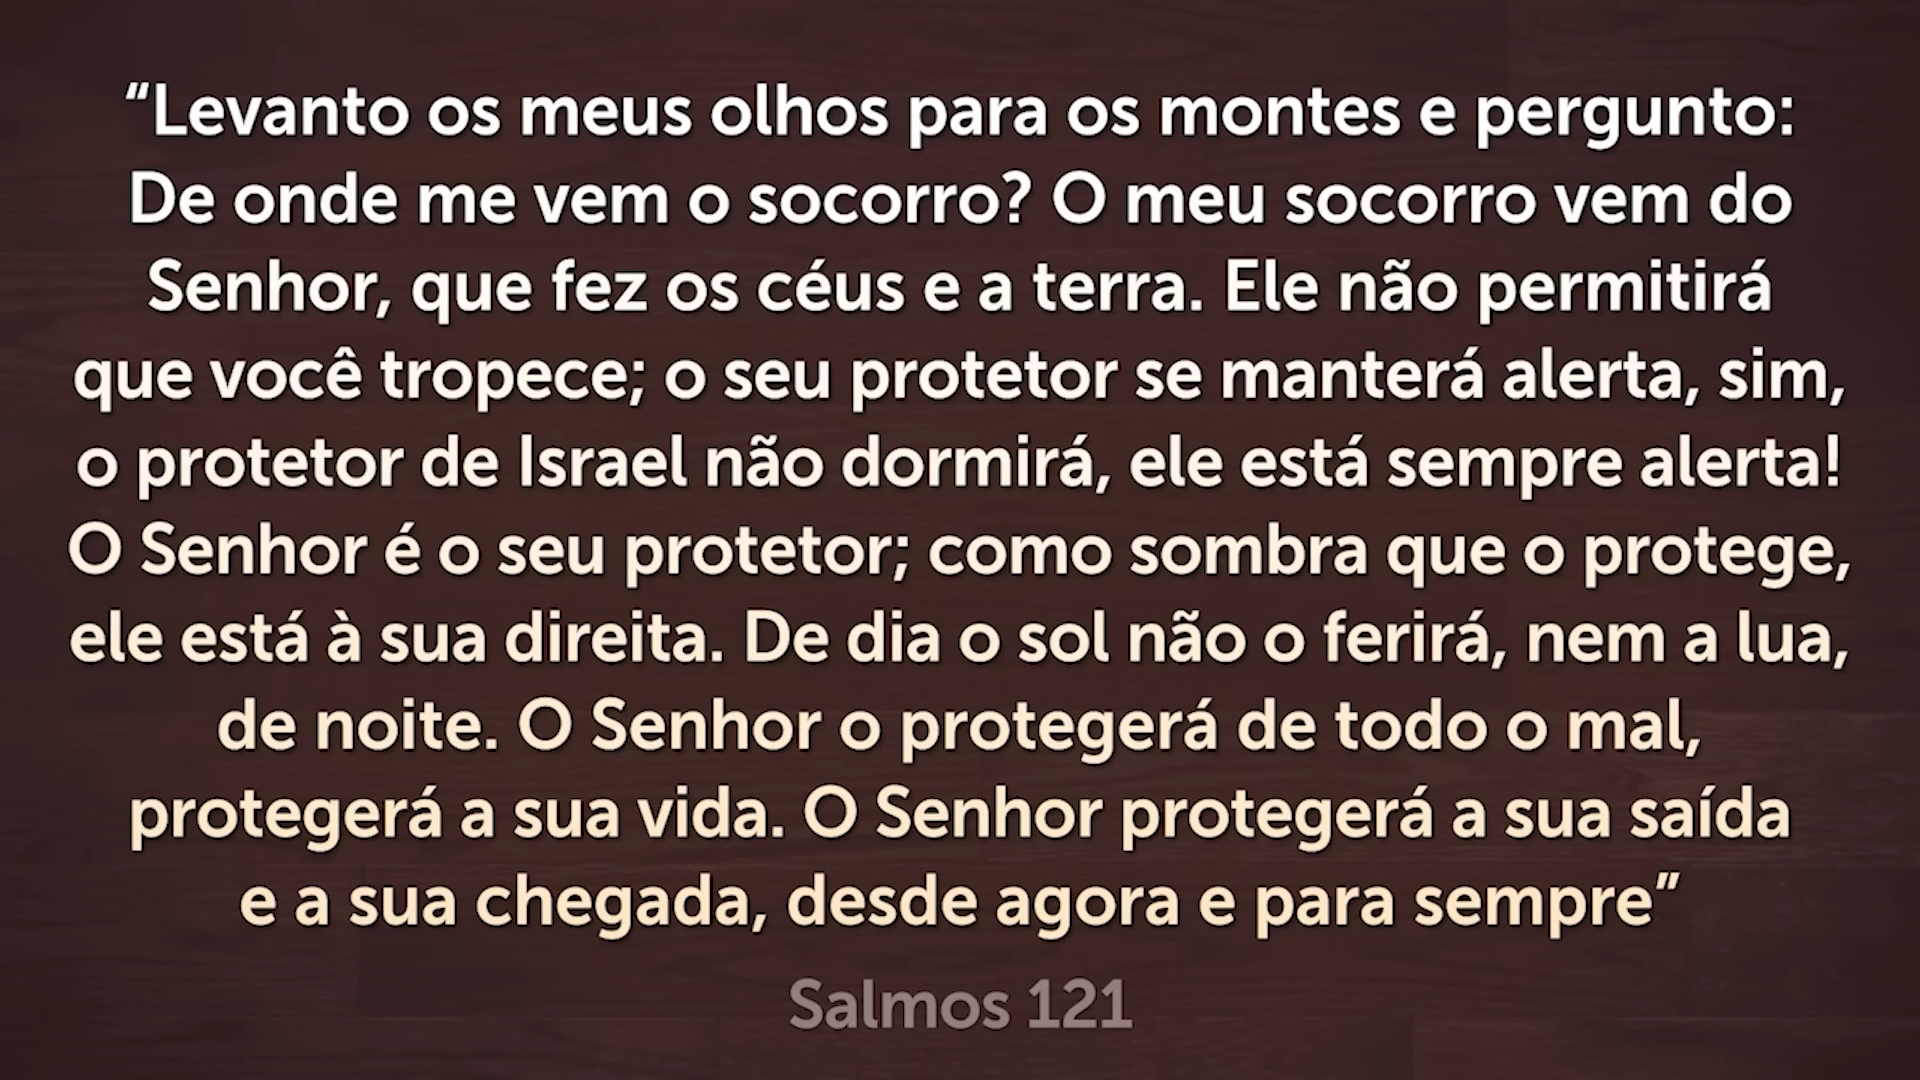 “Levanto os meus olhos para os montes e pergunto:
De onde me vem o socorro? O meu socorro vem do
Senhor, que fez os céus e a terra. Ele não permitirá
que você tropece; o seu protetor se manterá alerta, sim,
o protetor de Israel não dormirá, ele está sempre alerta!
O Senhor é o seu protetor; como sombra que o protege,
ele está à sua direita. De dia o sol não o ferirá, nem a lua,
de noite. O Senhor o protegerá de todo o mal,
protegerá a sua vida. O Senhor protegerá a sua saída
e a sua chegada, desde agora e para sempre”
Salmos 121